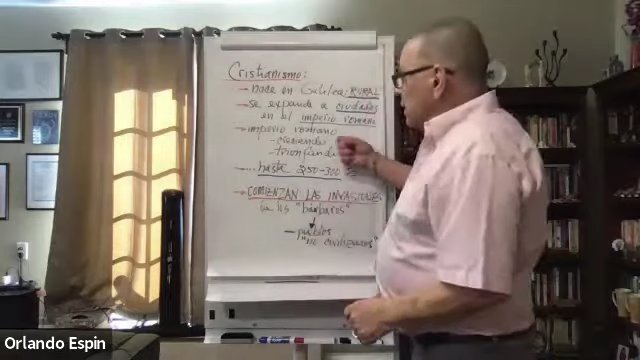 Cristianismo:
→ nace en Galilea: RURAL
→ se expande a ciudades
en el imperio romano
→ imperio romano
- creciendo
- triunfando
→ ... hasta 250-300
→ COMIENZAN LAS INVASIONES
de los "bárbaros"
↓
→ pueblos
"no civilizados"
Orlando Espin